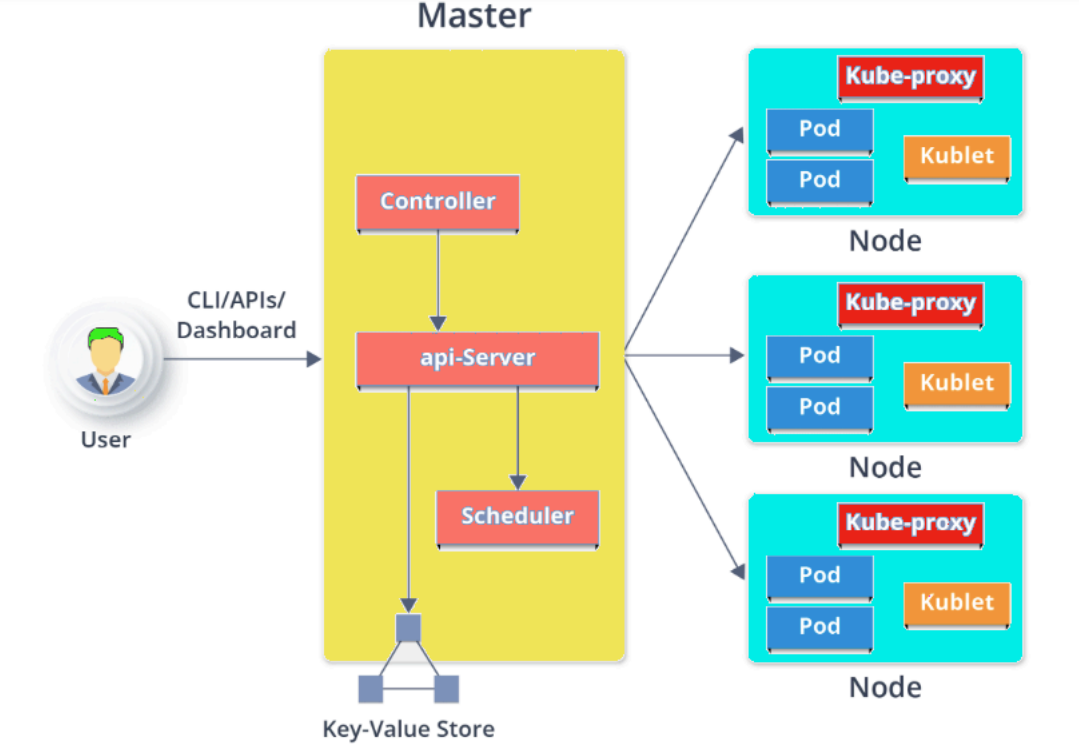 Master
Controller
api-Server
Scheduler
CLI/APIs/
Dashboard
User
Key-Value Store
Kube-proxy
Pod
Pod
Kublet
Node
Kube-proxy
Pod
Pod
Kublet
Node
Kube-proxy
Pod
Pod
Kublet
Node